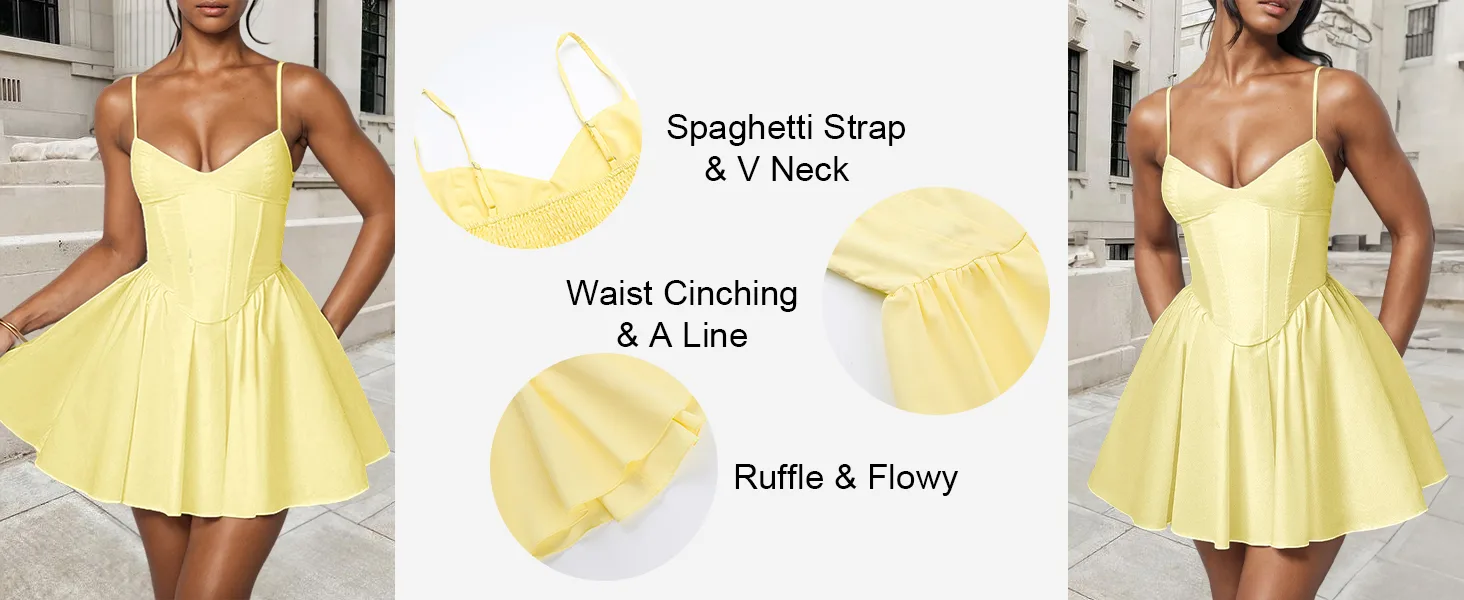 Spaghetti Strap
& V Neck
Waist Cinching
& A Line
Ruffle & Flowy